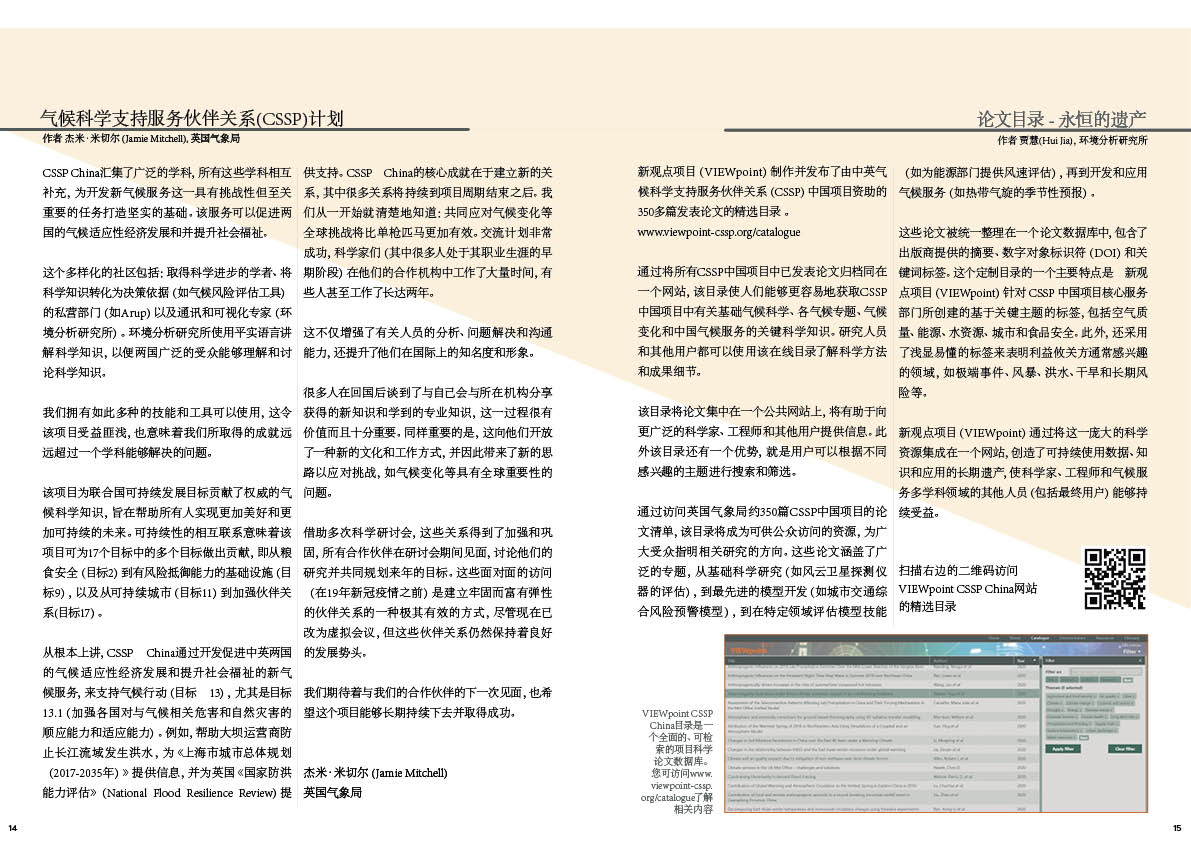 气候科学支持服务伙伴关系(CSSP)计划
作者 杰米·米切尔 (Jamie Mitchell), 英国气象局
CSSP China汇集了广泛的学科, 所有这些学科相互
补充, 为开发新气候服务这一具有挑战性但至关
重要的任务打造坚实的基础。该服务可以促进两
国的气候适应性经济发展和并提升社会福祉。
这个多样化的社区包括: 取得科学进步的学者、将
科学知识转化为决策依据 (如气候风险评估工具)
的私营部门 (如Arup) 以及通讯和可视化专家 (环
境分析研究所) 。环境分析研究所使用平实语言讲
解科学知识, 以便两国广泛的受众能够理解和讨
论科学知识。
我们拥有如此多种的技能和工具可以使用, 这令
该项目受益匪浅, 也意味着我们所取得的成就远
远超过一个学科能够解决的问题。
该项目为联合国可持续发展目标贡献了权威的气
候科学知识, 旨在帮助所有人实现更加美好和更
加可持续的未来。可持续性的相互联系意味着该
项目可为17个目标中的多个目标做出贡献, 即从粮
食安全 (目标2) 到有风险抵御能力的基础设施 (目
标9) , 以及从可持续城市 (目标11) 到加强伙伴关
系(目标17) 。
从根本上讲, CSSP China通过开发促进中英两国
的气候适应性经济发展和提升社会福祉的新气
候服务, 来支持气候行动 (目标 13) , 尤其是目标
13.1 (加强各国对与气候相关危害和自然灾害的
顺应能力和适应能力) 。例如, 帮助大坝运营商防
止长江流域发生洪水, 为《上海市城市总体规划
(2017-2035年) 》提供信息, 并为英国《国家防洪
能力评估》 (National Flood Resilience Review) 提
供支持。CSSP China的核心成就在于建立新的关
系, 其中很多关系将持续到项目周期结束之后。我
们从一开始就清楚地知道: 共同应对气候变化等
全球挑战将比单枪匹马更加有效。交流计划非常
成功, 科学家们 (其中很多人处于其职业生涯的早
期阶段) 在他们的合作机构中工作了大量时间, 有
些人甚至工作了长达两年。
这不仅增强了有关人员的分析、问题解决和沟通
能力, 还提升了他们在国际上的知名度和形象。
很多人在回国后谈到了与自己会与所在机构分享
获得的新知识和学到的专业知识, 这一过程很有
价值而且十分重要。同样重要的是, 这向他们开放
了一种新的文化和工作方式, 并因此带来了新的思
路以应对挑战, 如气候变化等具有全球重要性的
问题。
借助多次科学研讨会, 这些关系得到了加强和巩
固, 所有合作伙伴在研讨会期间见面, 讨论他们的
研究并共同规划来年的目标。这些面对面的访问
(在19年新冠疫情之前) 是建立牢固而富有弹性
的伙伴关系的一种极其有效的方式, 尽管现在已
改为虚拟会议, 但这些伙伴关系仍然保持着良好
的发展势头。
我们期待着与我们的合作伙伴的下一次见面, 也希
望这个项目能够长期持续下去并取得成功。
杰米·米切尔 (Jamie Mitchell)
英国气象局
14
论文目录 - 永恒的遗产
作者 贾慧(Hui Jia), 环境分析研究所
新观点项目 (VIEWpoint) 制作并发布了由中英气
候科学支持服务伙伴关系 (CSSP) 中国项目资助的
350多篇发表论文的精选目录 。
www.viewpoint-cssp.org/catalogue
通过将所有CSSP中国项目中已发表论文归档同在
一个网站, 该目录使人们能够更容易地获取CSSP
中国项目中有关基础气候科学、各气候专题、气候
变化和中国气候服务的关键科学知识。研究人员
和其他用户都可以使用该在线目录了解科学方法
和成果细节。
该目录将论文集中在一个公共网站上, 将有助于向
更广泛的科学家、工程师和其他用户提供信息。此
外该目录还有一个优势, 就是用户可以根据不同
感兴趣的主题进行搜索和筛选。
通过访问英国气象局约350篇CSSP中国项目的论
文清单, 该目录将成为可供公众访问的资源, 为广
大受众指明相关研究的方向。这些论文涵盖了广
泛的专题, 从基础科学研究 (如风云卫星探测仪
器的评估) , 到最先进的模型开发 (如城市交通综
合风险预警模型) , 到在特定领域评估模型技能
(如为能源部门提供风速评估) , 再到开发和应用
气候服务 (如热带气旋的季节性预报) 。
这些论文被统一整理在一个论文数据库中, 包含了
出版商提供的摘要、数字对象标识符 (DOI) 和关
键词标签。这个定制目录的一个主要特点是 新观
点项目 (VIEWpoint) 针对 CSSP 中国项目核心服务
部门所创建的基于关键主题的标签, 包括空气质
量、能源、水资源、城市和食品安全。此外, 还采用
了浅显易懂的标签来表明利益攸关方通常感兴趣
的领域, 如极端事件、风暴、洪水、干旱和长期风
险等。
新观点项目 (VIEWpoint) 通过将这一庞大的科学
资源集成在一个网站, 创造了可持续使用数据、知
识和应用的长期遗产, 使科学家、工程师和气候服
务多学科领域的其他人员 (包括最终用户) 能够持
续受益。
扫描右边的二维码访问
VIEWpoint CSSP China网站
的精选目录
VIEWpoint CSSP
China目录是一
个全面的、可检
索的项目科学
论文数据库。
您可访问www.
viewpoint-cssp.
org/catalogue了解
相关内容
VIEWpoint
Catalogue
Filter
Apply filter
Clear filter
15